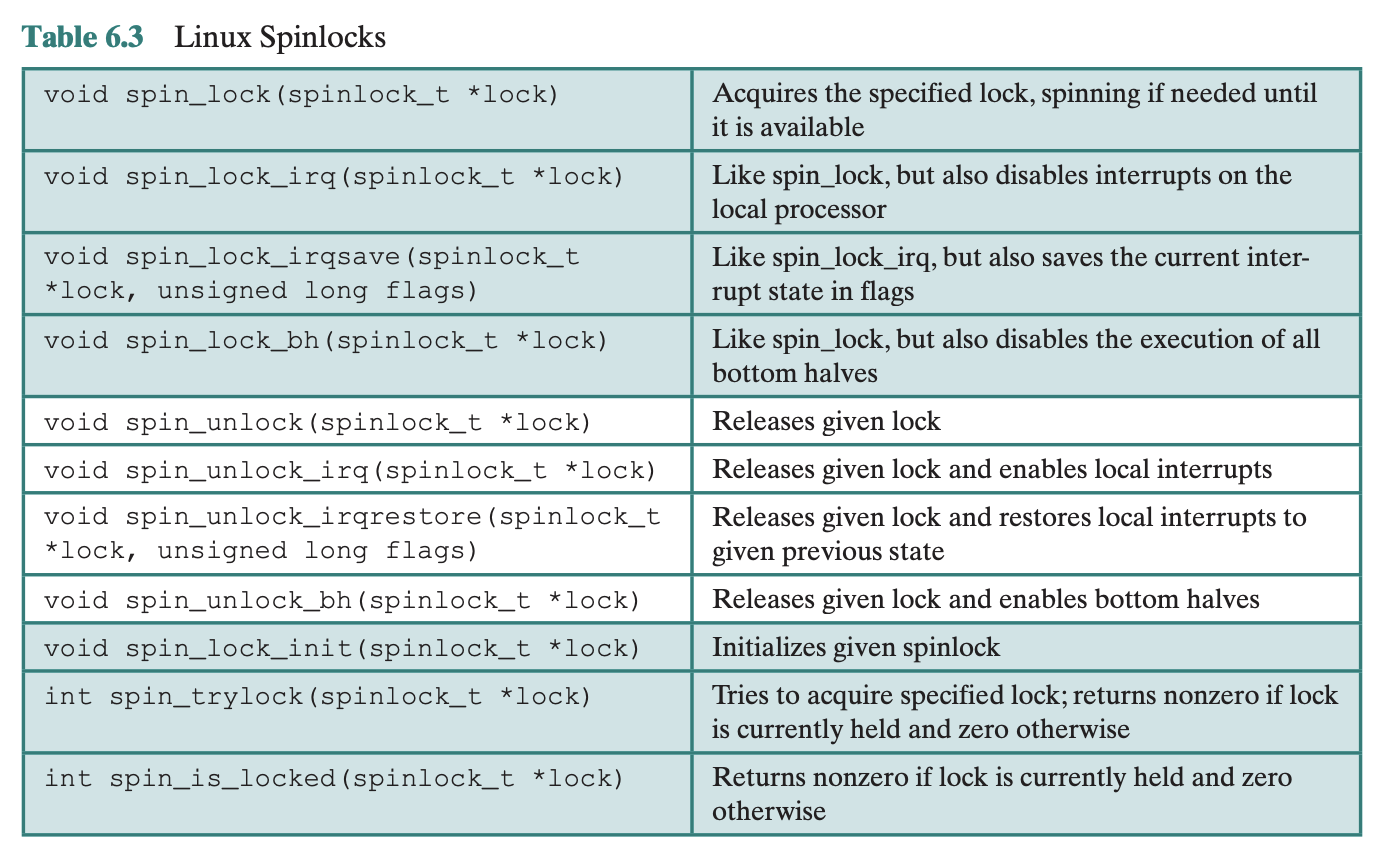 Table 6.3 Linux Spinlocks
void spin_lock(spinlock_t *lock)
Acquires the specified lock, spinning if needed until
it is available
void spin_lock_irq(spinlock_t *lock)
Like spin_lock, but also disables interrupts on the
local processor
void spin_lock_irqsave(spinlock_t
*lock, unsigned long flags)
Like spin_lock_irq, but also saves the current inter-
rupt state in flags
void spin_lock_bh(spinlock_t *lock)
Like spin_lock, but also disables the execution of all
bottom halves
void spin_unlock(spinlock_t *lock)
Releases given lock
void spin_unlock_irq(spinlock_t *lock)
Releases given lock and enables local interrupts
void spin_unlock_irqrestore(spinlock_t
*lock, unsigned long flags)
Releases given lock and restores local interrupts to
given previous state
void spin_unlock_bh(spinlock_t *lock)
Releases given lock and enables bottom halves
void spin_lock_init(spinlock_t *lock)
Initializes given spinlock
int spin_trylock(spinlock_t *lock)
Tries to acquire specified lock; returns nonzero if lock
is currently held and zero otherwise
int spin_is_locked(spinlock_t *lock)
Returns nonzero if lock is currently held and zero
otherwise